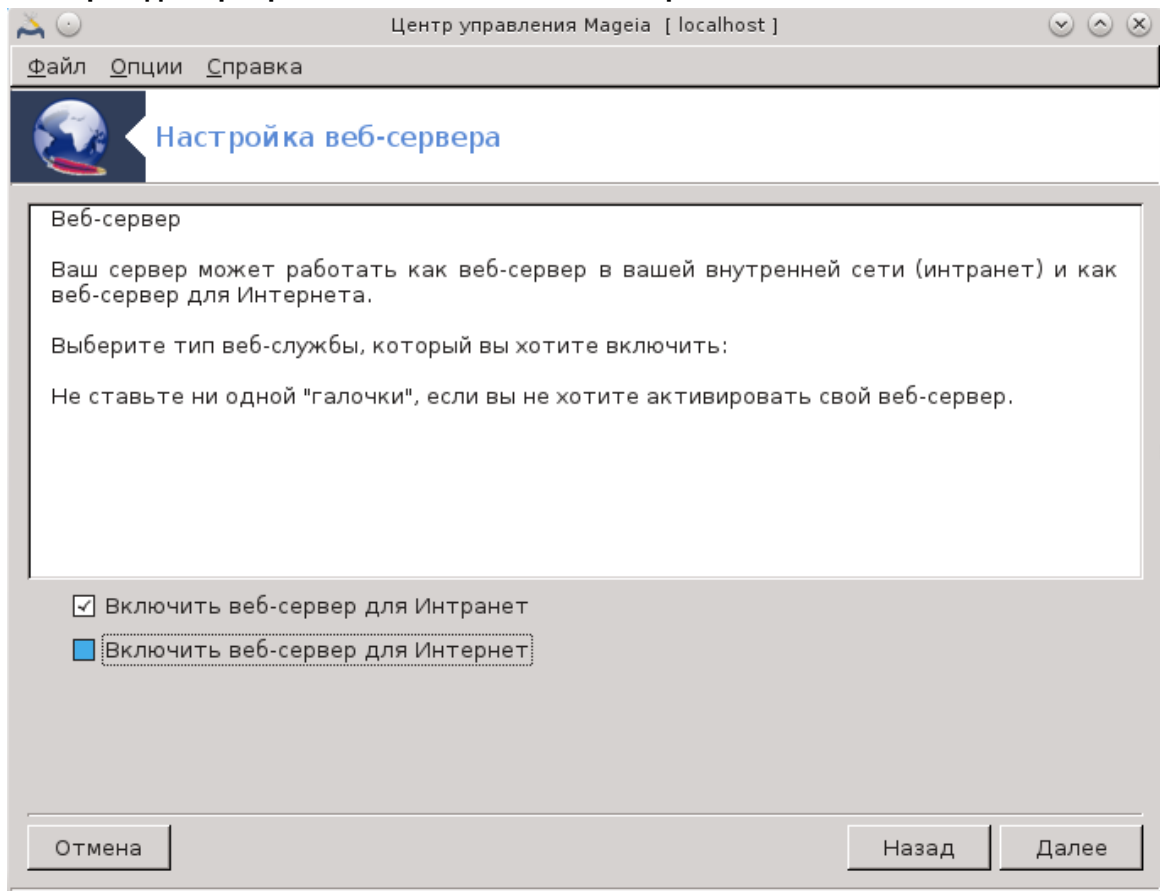 Центр управления Mageia [ localhost ]
Файл Опции Справка
Настройка веб-сервера
Веб-сервер
Ваш сервер может работать как веб-сервер в вашей внутренней сети (интранет) и как
веб-сервер для Интернета.
Выберите тип веб-службы, который вы хотите включить:
Не ставьте ни одной "галочки", если вы не хотите активировать свой веб-сервер.
Включить веб-сервер для Интранет
Включить веб-сервер для Интернет
Отмена Назад Далее